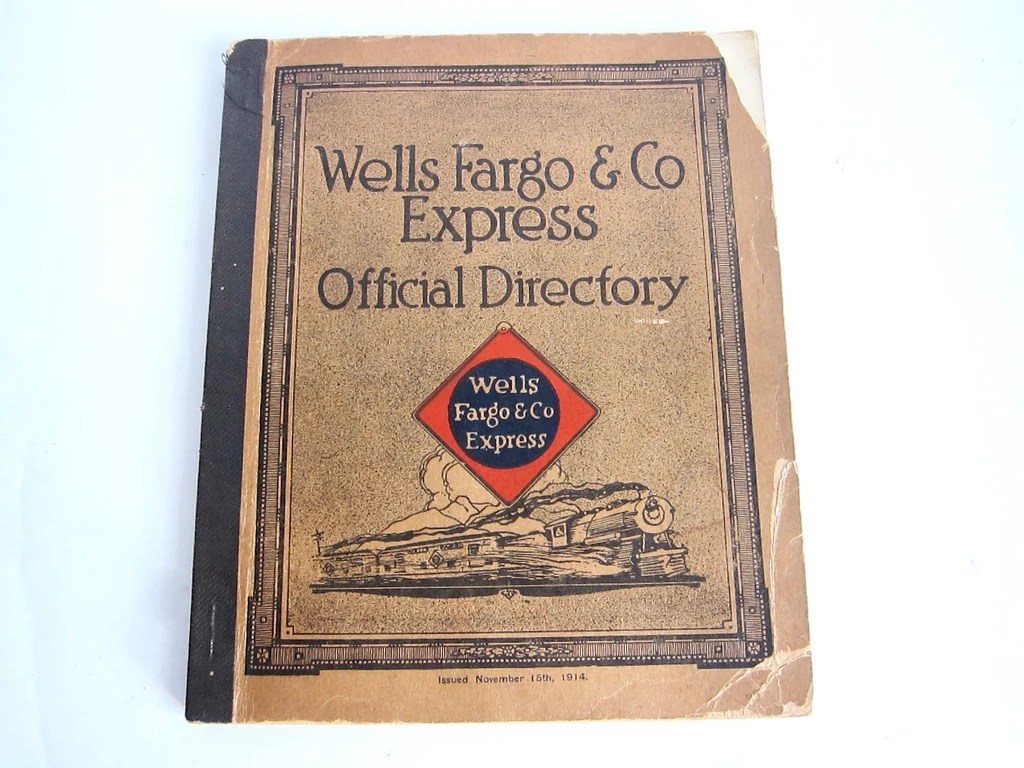 Wells Fargo & Co
Express
Official Directory
Wells
Fargo & Co
Express
Issued November 15th, 1914.